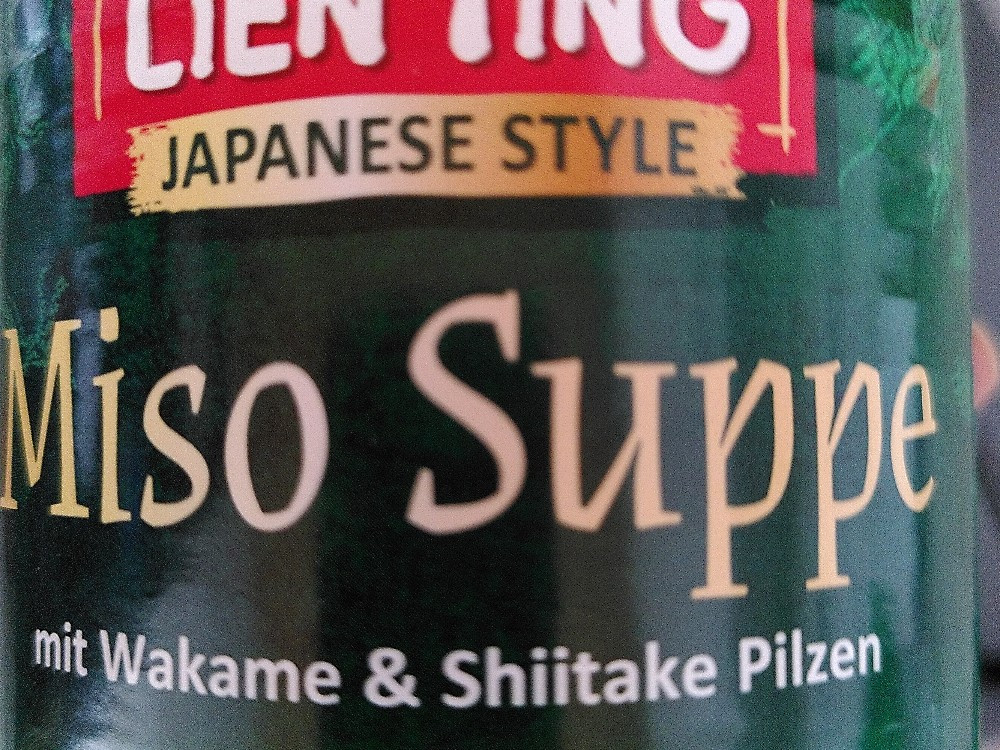 LIEN YING
JAPANESE STYLE
Miso Suppe
mit Wakame & Shiitake Pilzen